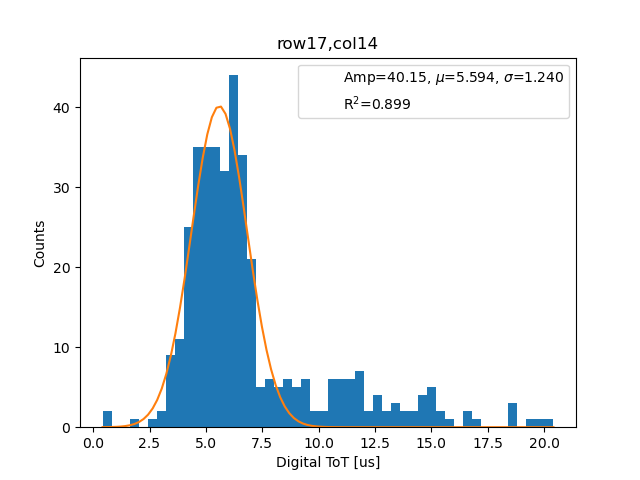 row17,col14
Amp=40.15, μ=5.594, σ=1.240
R²=0.899
40
30
20
10
0
Counts
0.0 2.5 5.0 7.5 10.0 12.5 15.0 17.5 20.0
Digital ToT [us]